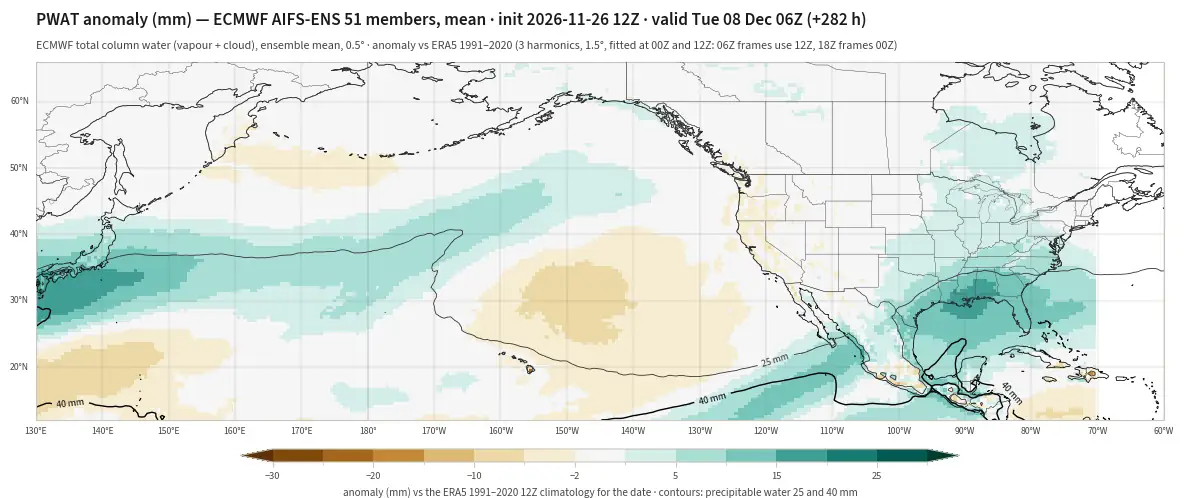 PWAT anomaly (mm) — ECMWF AIFS-ENS 51 members, mean · init 2026-11-26 12Z · valid Tue 08 Dec 06Z (+282 h)
ECMWF total column water (vapour + cloud), ensemble mean, 0.5° · anomaly vs ERA5 1991–2020 (3 harmonics, 1.5°, fitted at 00Z and 12Z: 06Z frames use 12Z, 18Z frames 00Z)
60°N
50°N
40°N
30°N
20°N
25 mm
40 mm
40 mm
40 mm
130°E 140°E 150°E 160°E 170°E 180° 170°W 160°W 150°W 140°W 130°W 120°W 110°W 100°W 90°W 80°W 70°W 60°W
−30 −20 −10 −2 5 15 25
anomaly (mm) vs the ERA5 1991–2020 12Z climatology for the date · contours: precipitable water 25 and 40 mm